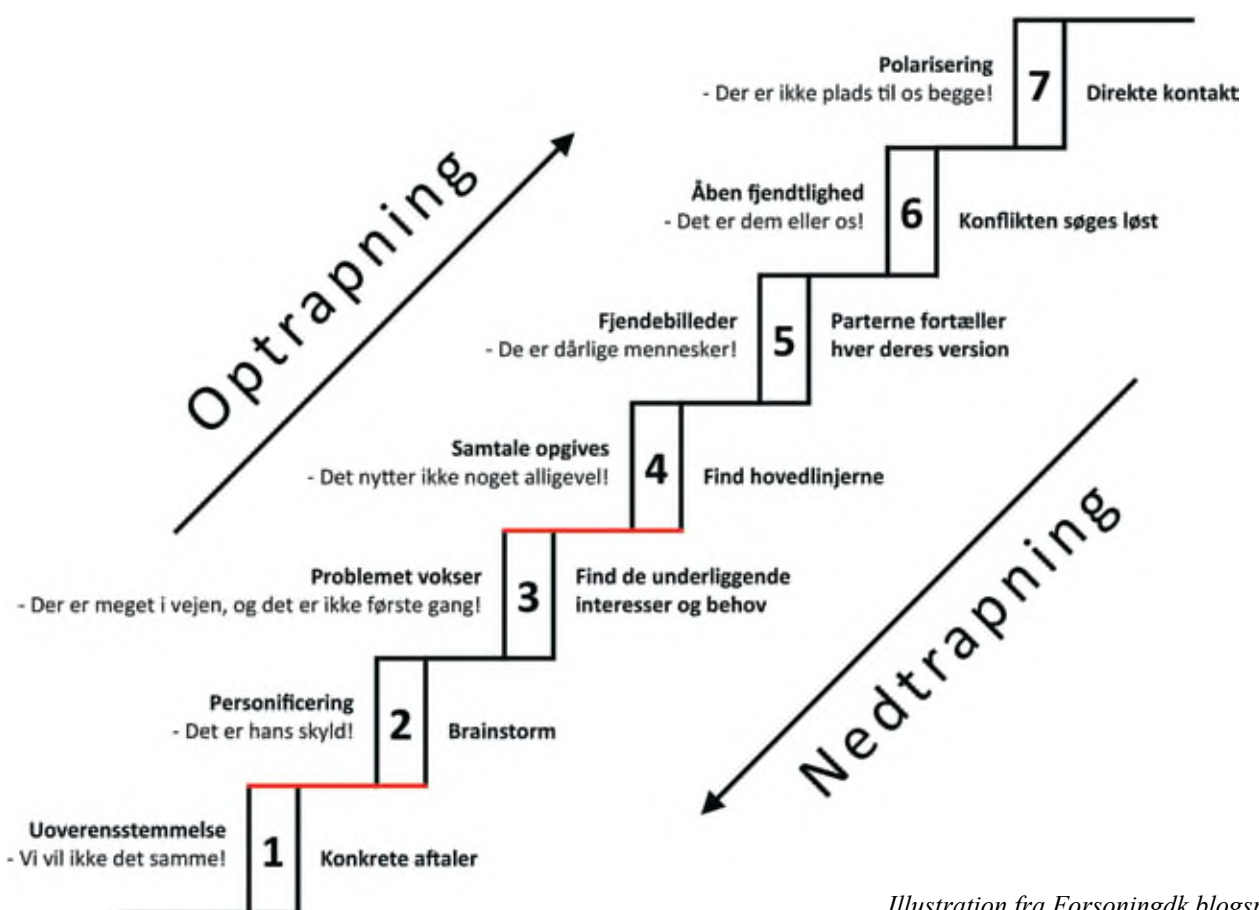 Polarisering
- Der er ikke plads til os begge!
7
Direkte kontakt
Åben fjendtlighed
- Det er dem eller os!
6
Konflikten søges løst
Optrapning
Fjendebilleder
- De er dårlige mennesker!
5
Parterne fortæller
hver deres version
Samtale opgives
- Det nytter ikke noget alligevel!
4
Find hovedlinjerne
Nedtrapning
Problemet vokser
- Der er meget i vejen, og det er ikke første gang!
3
Find de underliggende
interesser og behov
Personificering
- Det er hans skyld!
2
Brainstorm
Uoverensstemmelse
- Vi vil ikke det samme!
1
Konkrete aftaler
Illustration fra